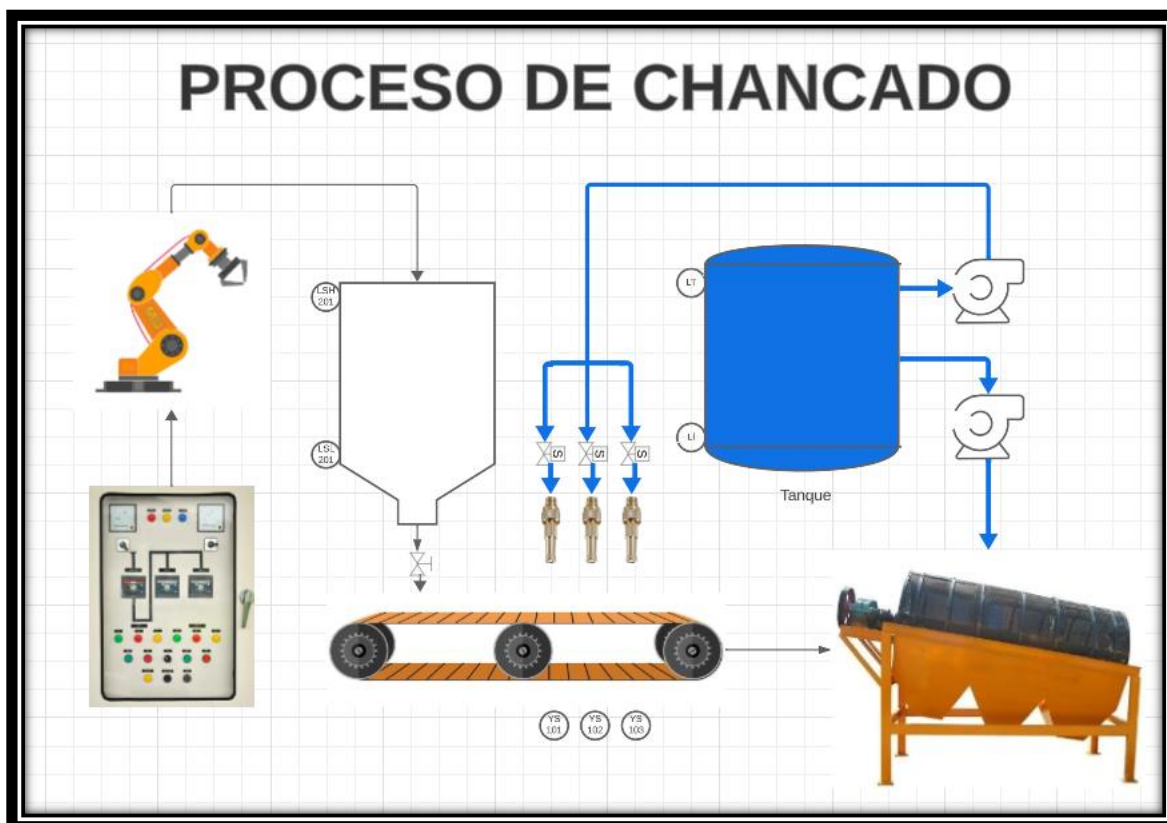 PROCESO DE CHANCADO
LSH
201
LT
LSL
201
LI
S
S
S
Tanque
YS
101
YS
102
YS
103